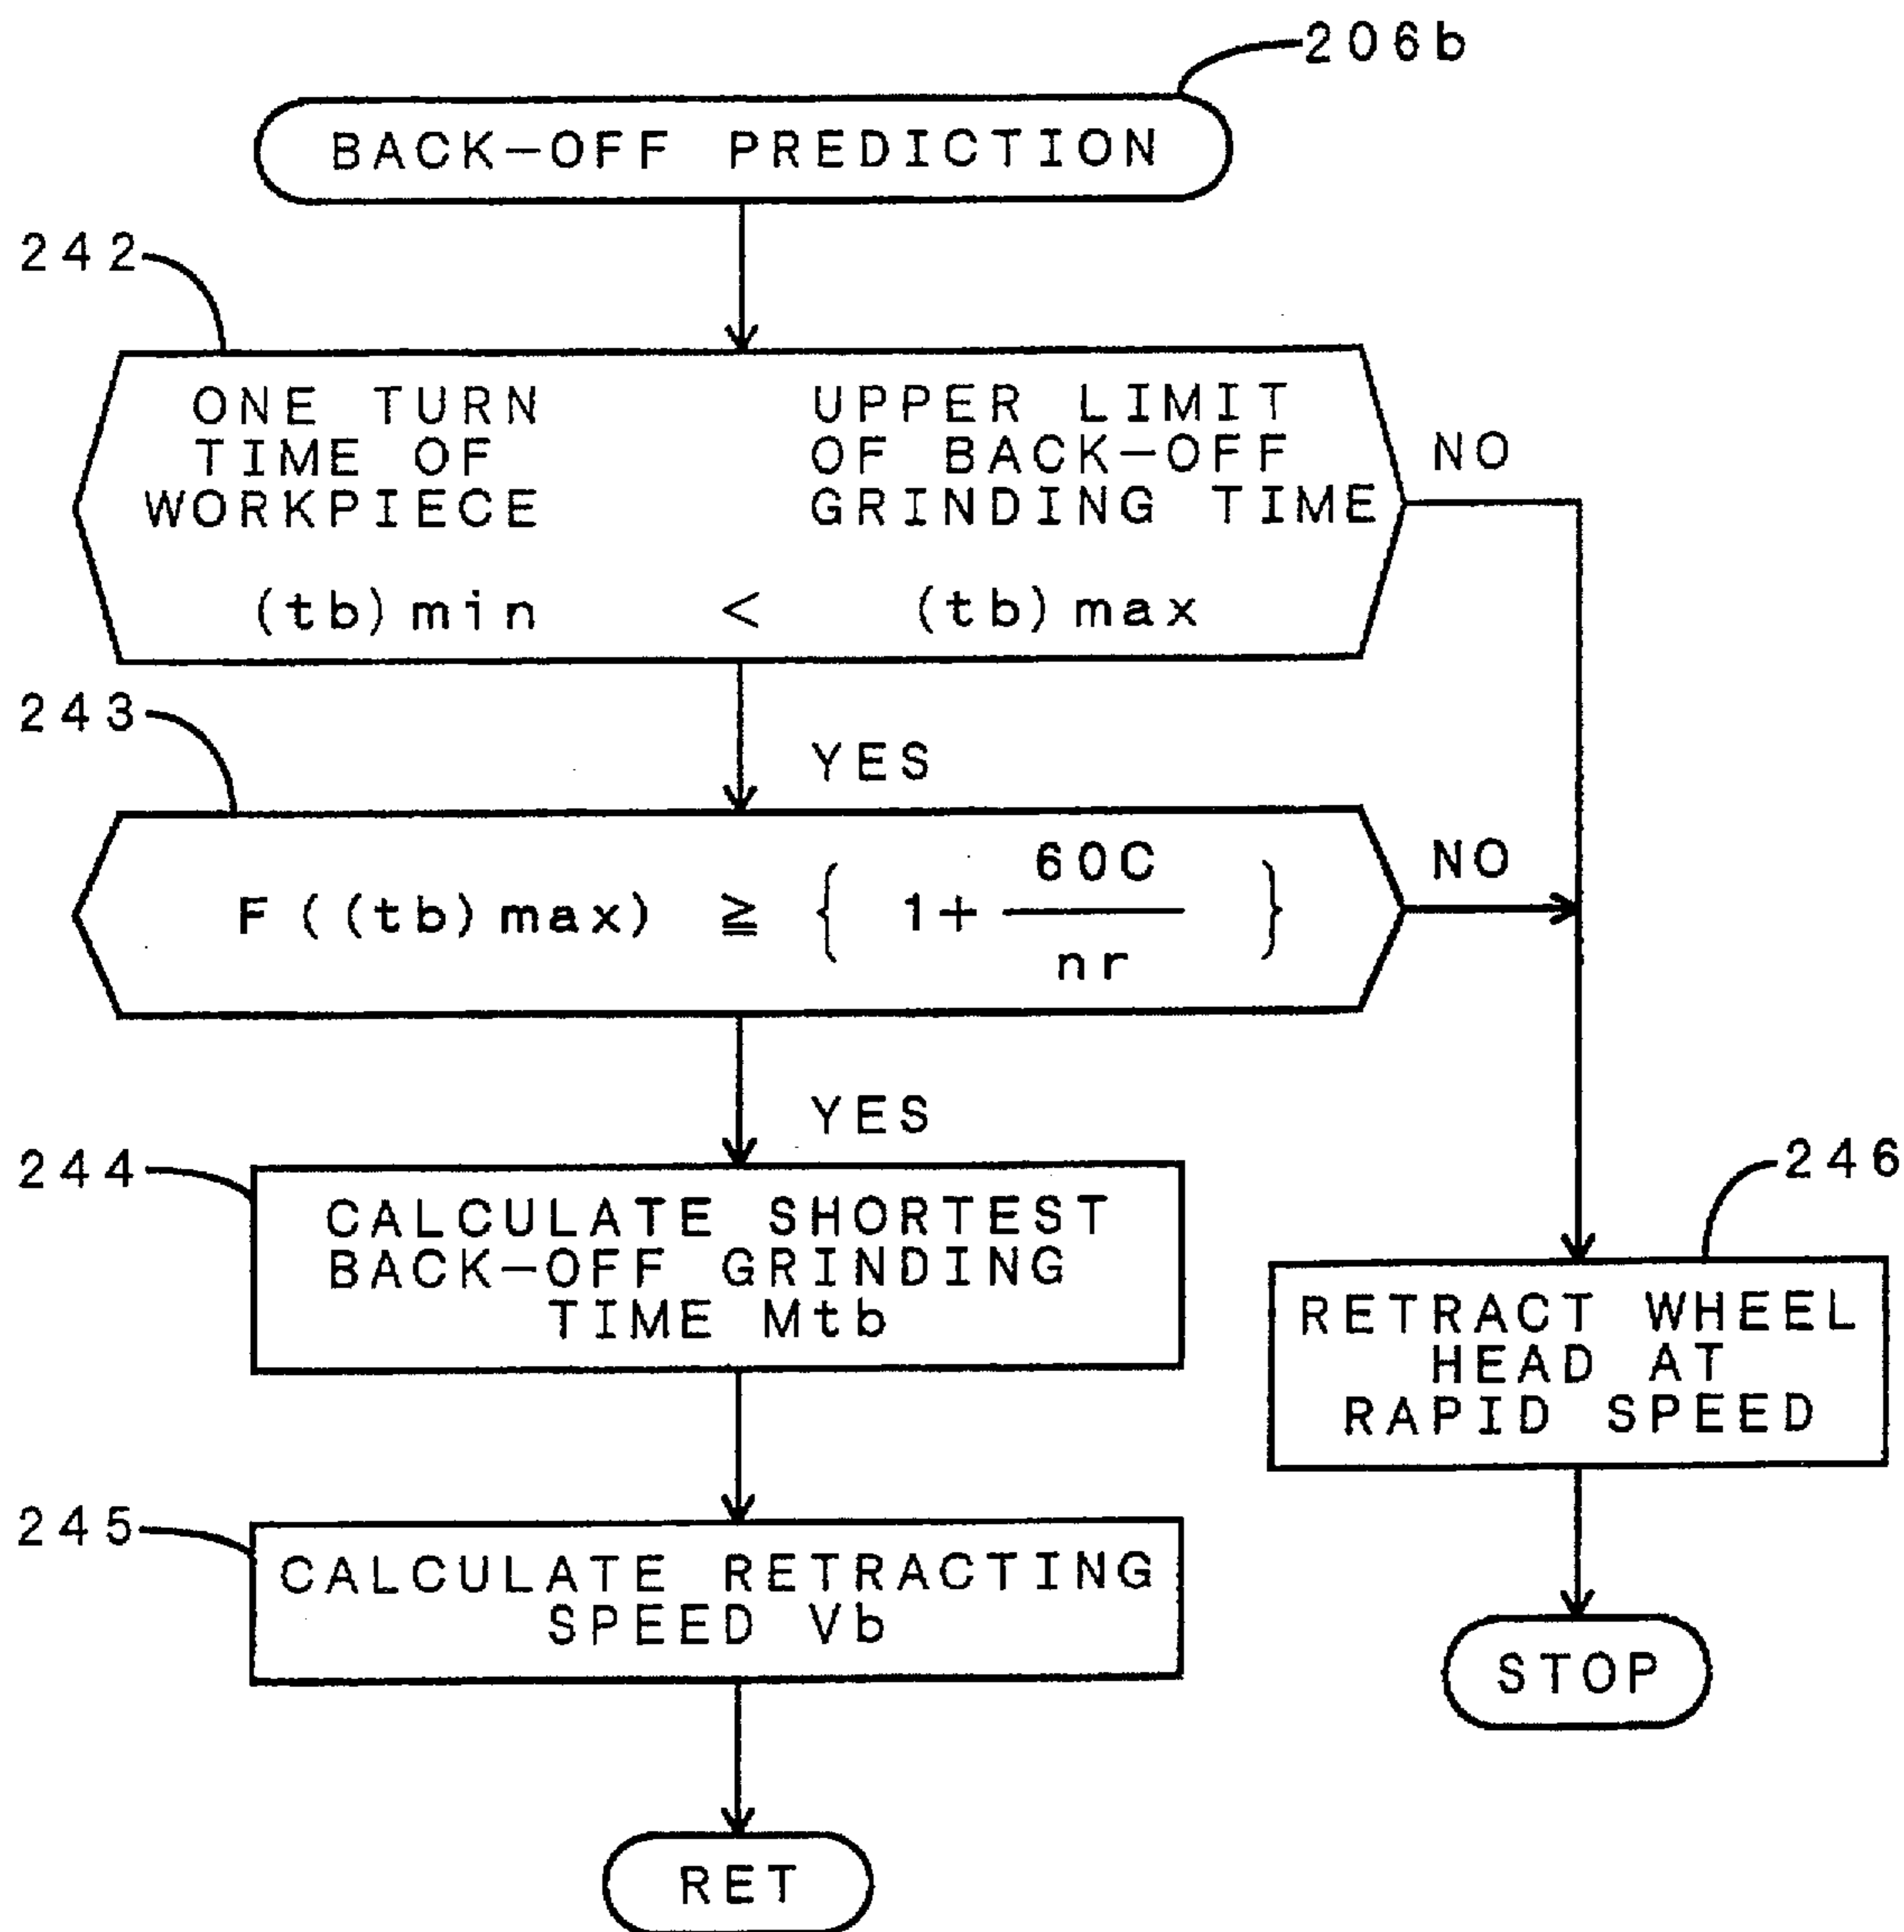 206b
BACK-OFF PREDICTION
242
ONE TURN
TIME OF
WORKPIECE
UPPER LIMIT
OF BACK-OFF
GRINDING TIME
NO
(tb)min < (tb)max
243
YES
F((tb)max) ≧ { 1+ 60C
nr }
NO
YES
244
CALCULATE SHORTEST
BACK-OFF GRINDING
TIME Mtb
246
RETRACT WHEEL
HEAD AT
RAPID SPEED
245
CALCULATE RETRACTING
SPEED Vb
STOP
RET